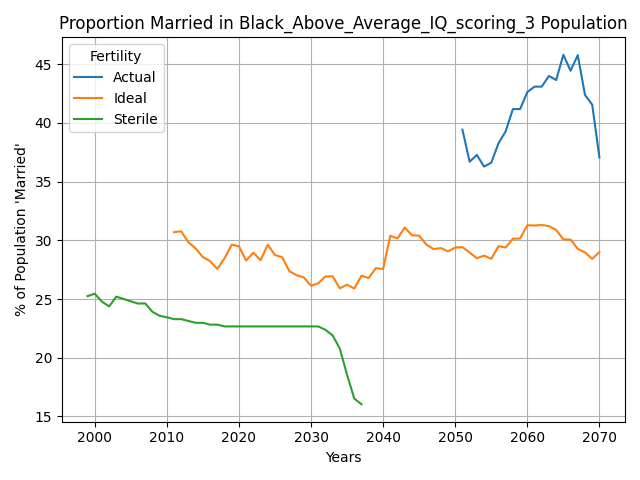 Proportion Married in Black_Above_Average_IQ_scoring_3 Population
Fertility
Actual
Ideal
Sterile
% of Population 'Married'
45
40
35
30
25
20
15
2000 2010 2020 2030 2040 2050 2060 2070
Years